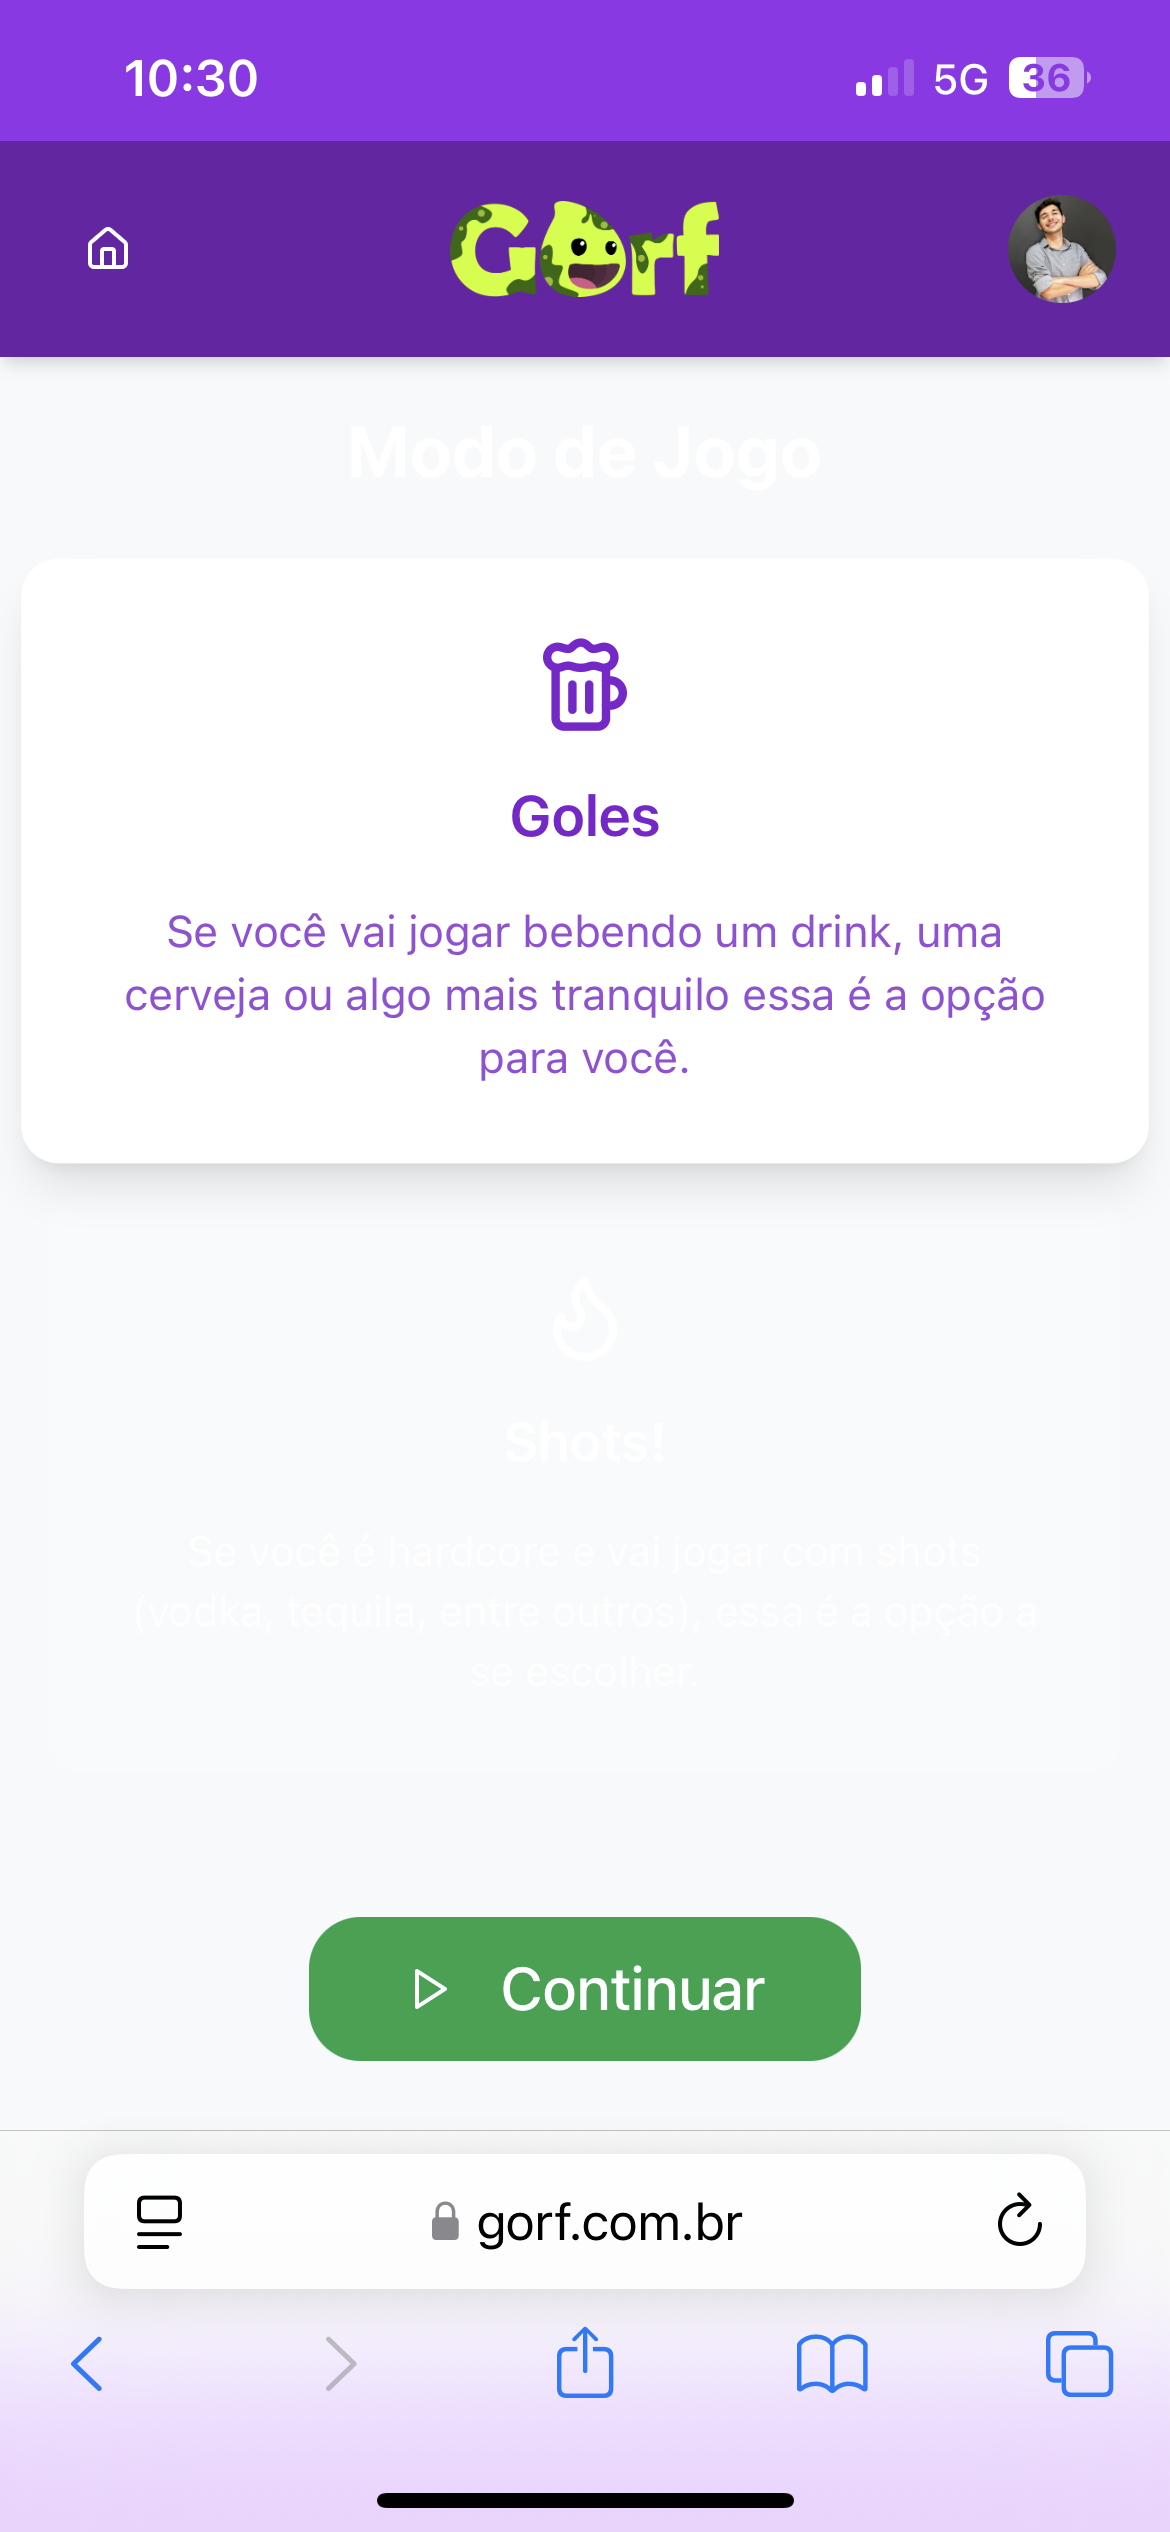 10:30
5G
36
Gorf
Modo de Jogo
Goles
Se você vai jogar bebendo um drink, uma
cerveja ou algo mais tranquilo essa é a opção
para você.
Shots!
Se você é hardcore e vai jogar com shots
(vodka, tequila, entre outros), essa é a opção a
se escolher.
Continuar
gorf.com.br